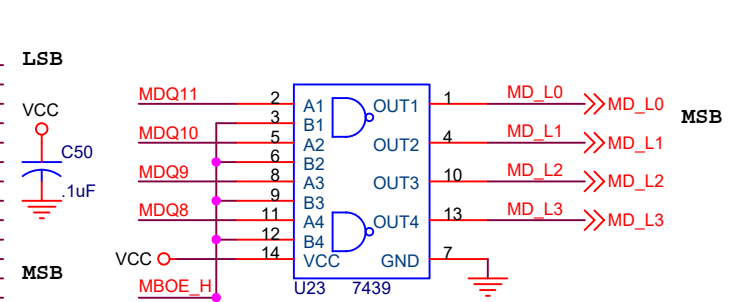 LSB
VCC
C50
.1uF
MSB
MDQ11 2 A1 OUT1 1 MD_L0 MD_L0
3 B1
MDQ10 5 A2 OUT2 4 MD_L1 MD_L1
6 B2
MDQ9 8 A3 OUT3 10 MD_L2 MD_L2
9 B3
MDQ8 11 A4 OUT4 13 MD_L3 MD_L3
12 B4
VCC 14 VCC GND 7
MBOE_H
U23 7439
MSB